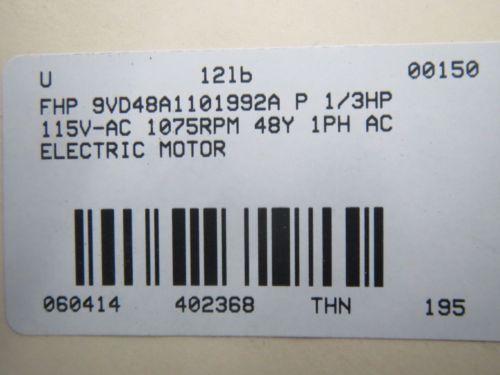 U 12lb 00150
FHP 9VD48A1101992A P 1/3HP
115V-AC 1075RPM 48Y 1PH AC
ELECTRIC MOTOR
060414 402368 THN 195